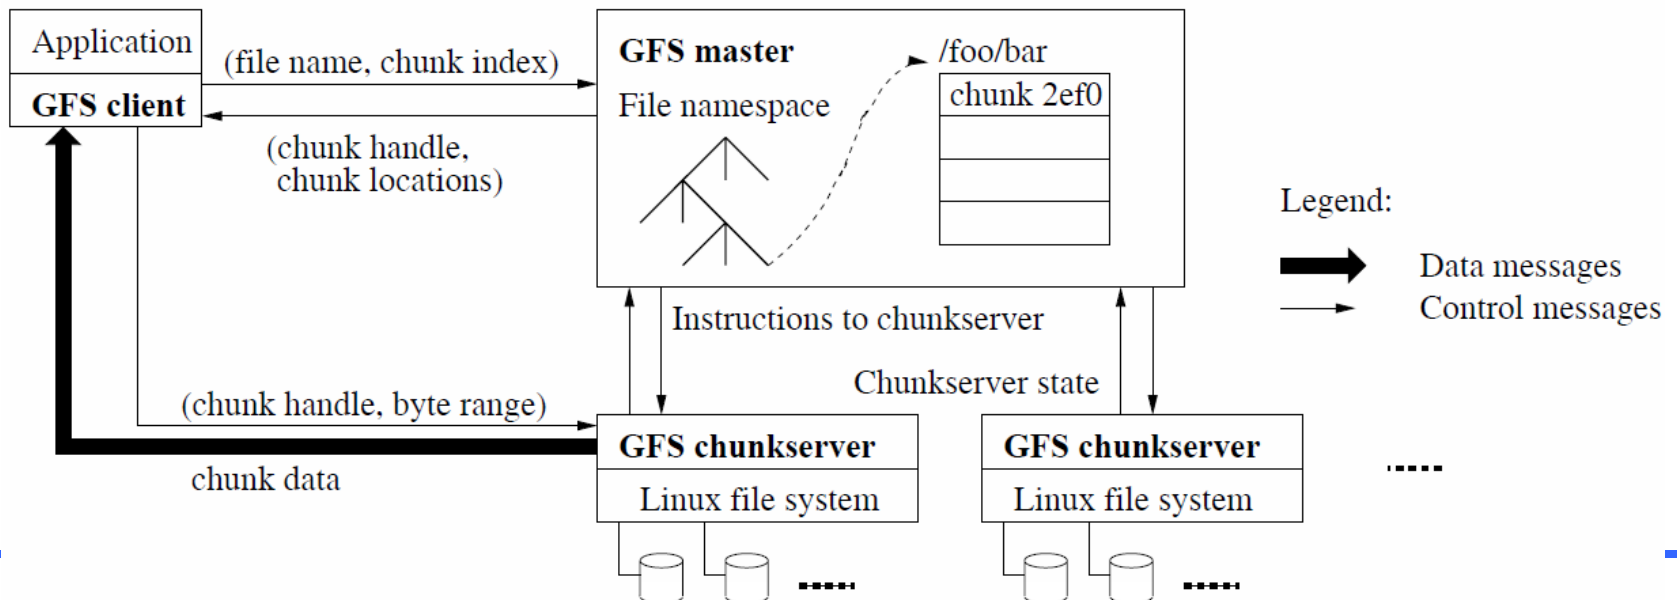 Application
GFS client
(file name, chunk index)
(chunk handle,
chunk locations)
GFS master
File namespace
/foo/bar
chunk 2ef0
Legend:
Data messages
Control messages
Instructions to chunkserver
Chunkserver state
(chunk handle, byte range)
chunk data
GFS chunkserver
Linux file system
GFS chunkserver
Linux file system